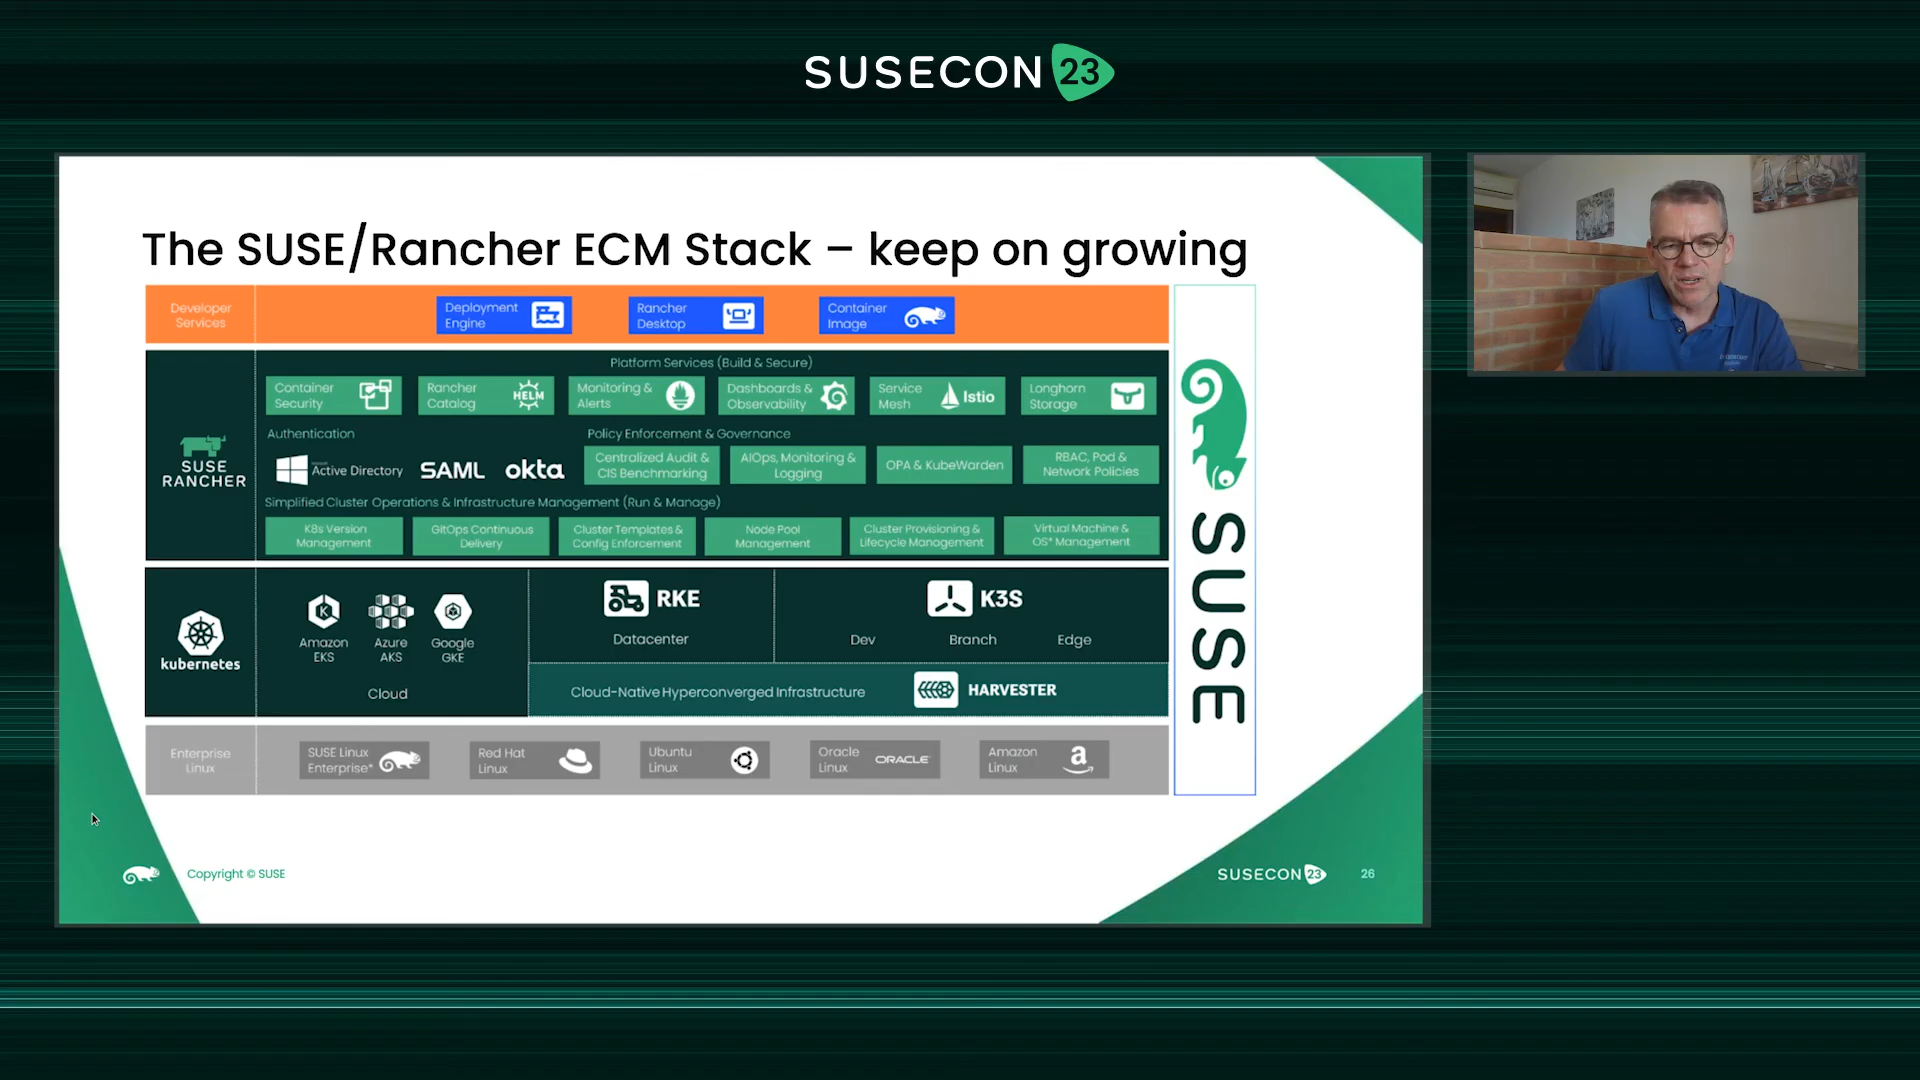 SUSECON 23
The SUSE/Rancher ECM Stack – keep on growing
Developer
Services
Deployment
Engine
Rancher
Desktop
Container
Image
SUSE
RANCHER
Platform Services (Build & Secure)
Container
Security
Rancher
Catalog
HELM
Monitoring &
Alerts
Dashboards &
Observability
Service
Mesh
Istio
Longhorn
Storage
Authentication
Active Directory
SAML
okta
Policy Enforcement & Governance
Centralized Audit &
CIS Benchmarking
AIOps, Monitoring &
Logging
OPA & KubeWarden
RBAC, Pod &
Network Policies
Simplified Cluster Operations & Infrastructure Management (Run & Manage)
K8s Version
Management
GitOps Continuous
Delivery
Cluster Templates &
Config Enforcement
Node Pool
Management
Cluster Provisioning &
Lifecycle Management
Virtual Machine &
OS* Management
kubernetes
Amazon
EKS
Azure
AKS
Google
GKE
Cloud
RKE
Datacenter
K3S
Dev
Branch
Edge
Cloud-Native Hyperconverged Infrastructure
HARVESTER
Enterprise
Linux
SUSE Linux
Enterprise*
Red Hat
Linux
Ubuntu
Linux
Oracle
Linux
ORACLE
Amazon
Linux
a
SUSE
Copyright © SUSE
SUSECON 23
26